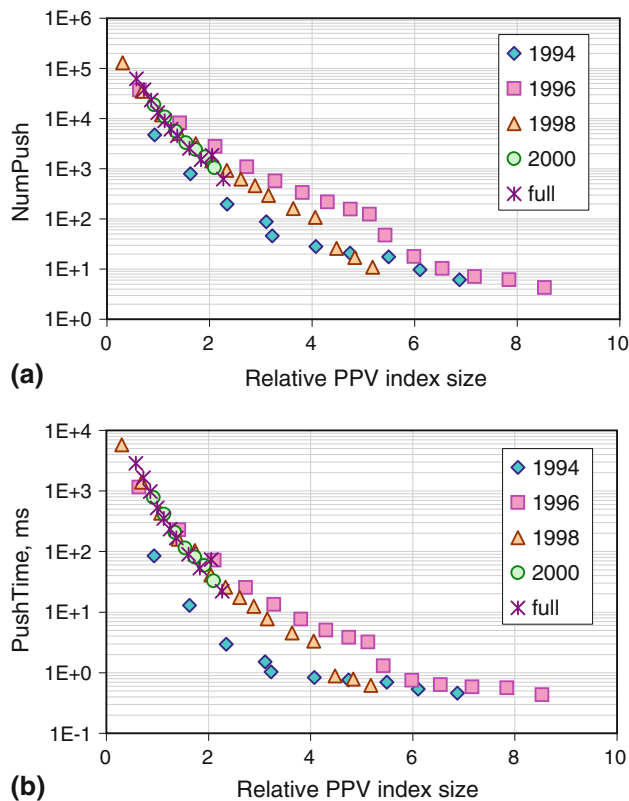 1E+6
1E+5
1E+4
1E+3
1E+2
1E+1
1E+0
NumPush
1994
1996
1998
2000
full
0 2 4 6 8 10
(a) Relative PPV index size
1E+4
1E+3
1E+2
1E+1
1E+0
1E-1
PushTime, ms
1994
1996
1998
2000
full
0 2 4 6 8 10
(b) Relative PPV index size